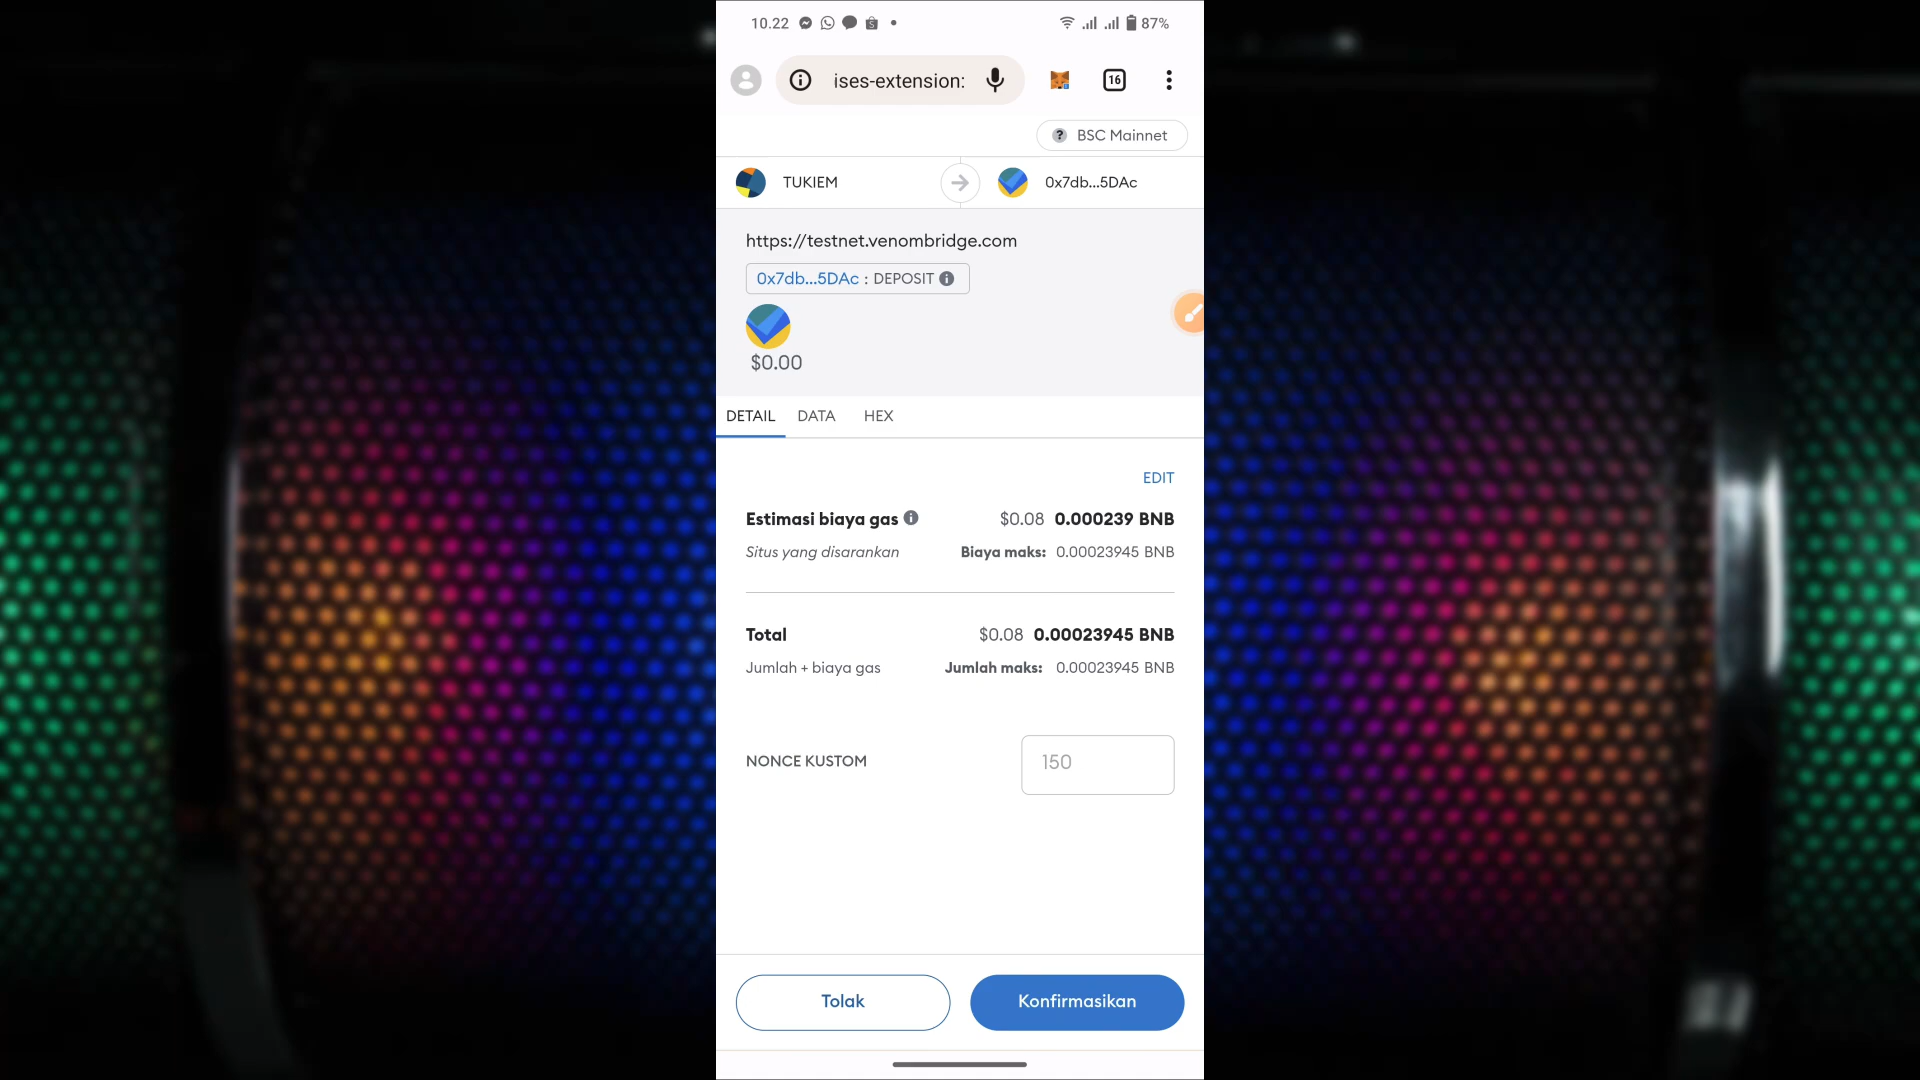 10.22 87%
ises-extension: 16
? BSC Mainnet
TUKIEM 0x7db...5DAc
https://testnet.venombridge.com
0x7db...5DAc : DEPOSIT
$0.00
DETAIL DATA HEX
EDIT
Estimasi biaya gas $0.08 0.000239 BNB
Situs yang disarankan Biaya maks: 0.00023945 BNB
Total $0.08 0.00023945 BNB
Jumlah + biaya gas Jumlah maks: 0.00023945 BNB
NONCE KUSTOM 150
Tolak Konfirmasikan